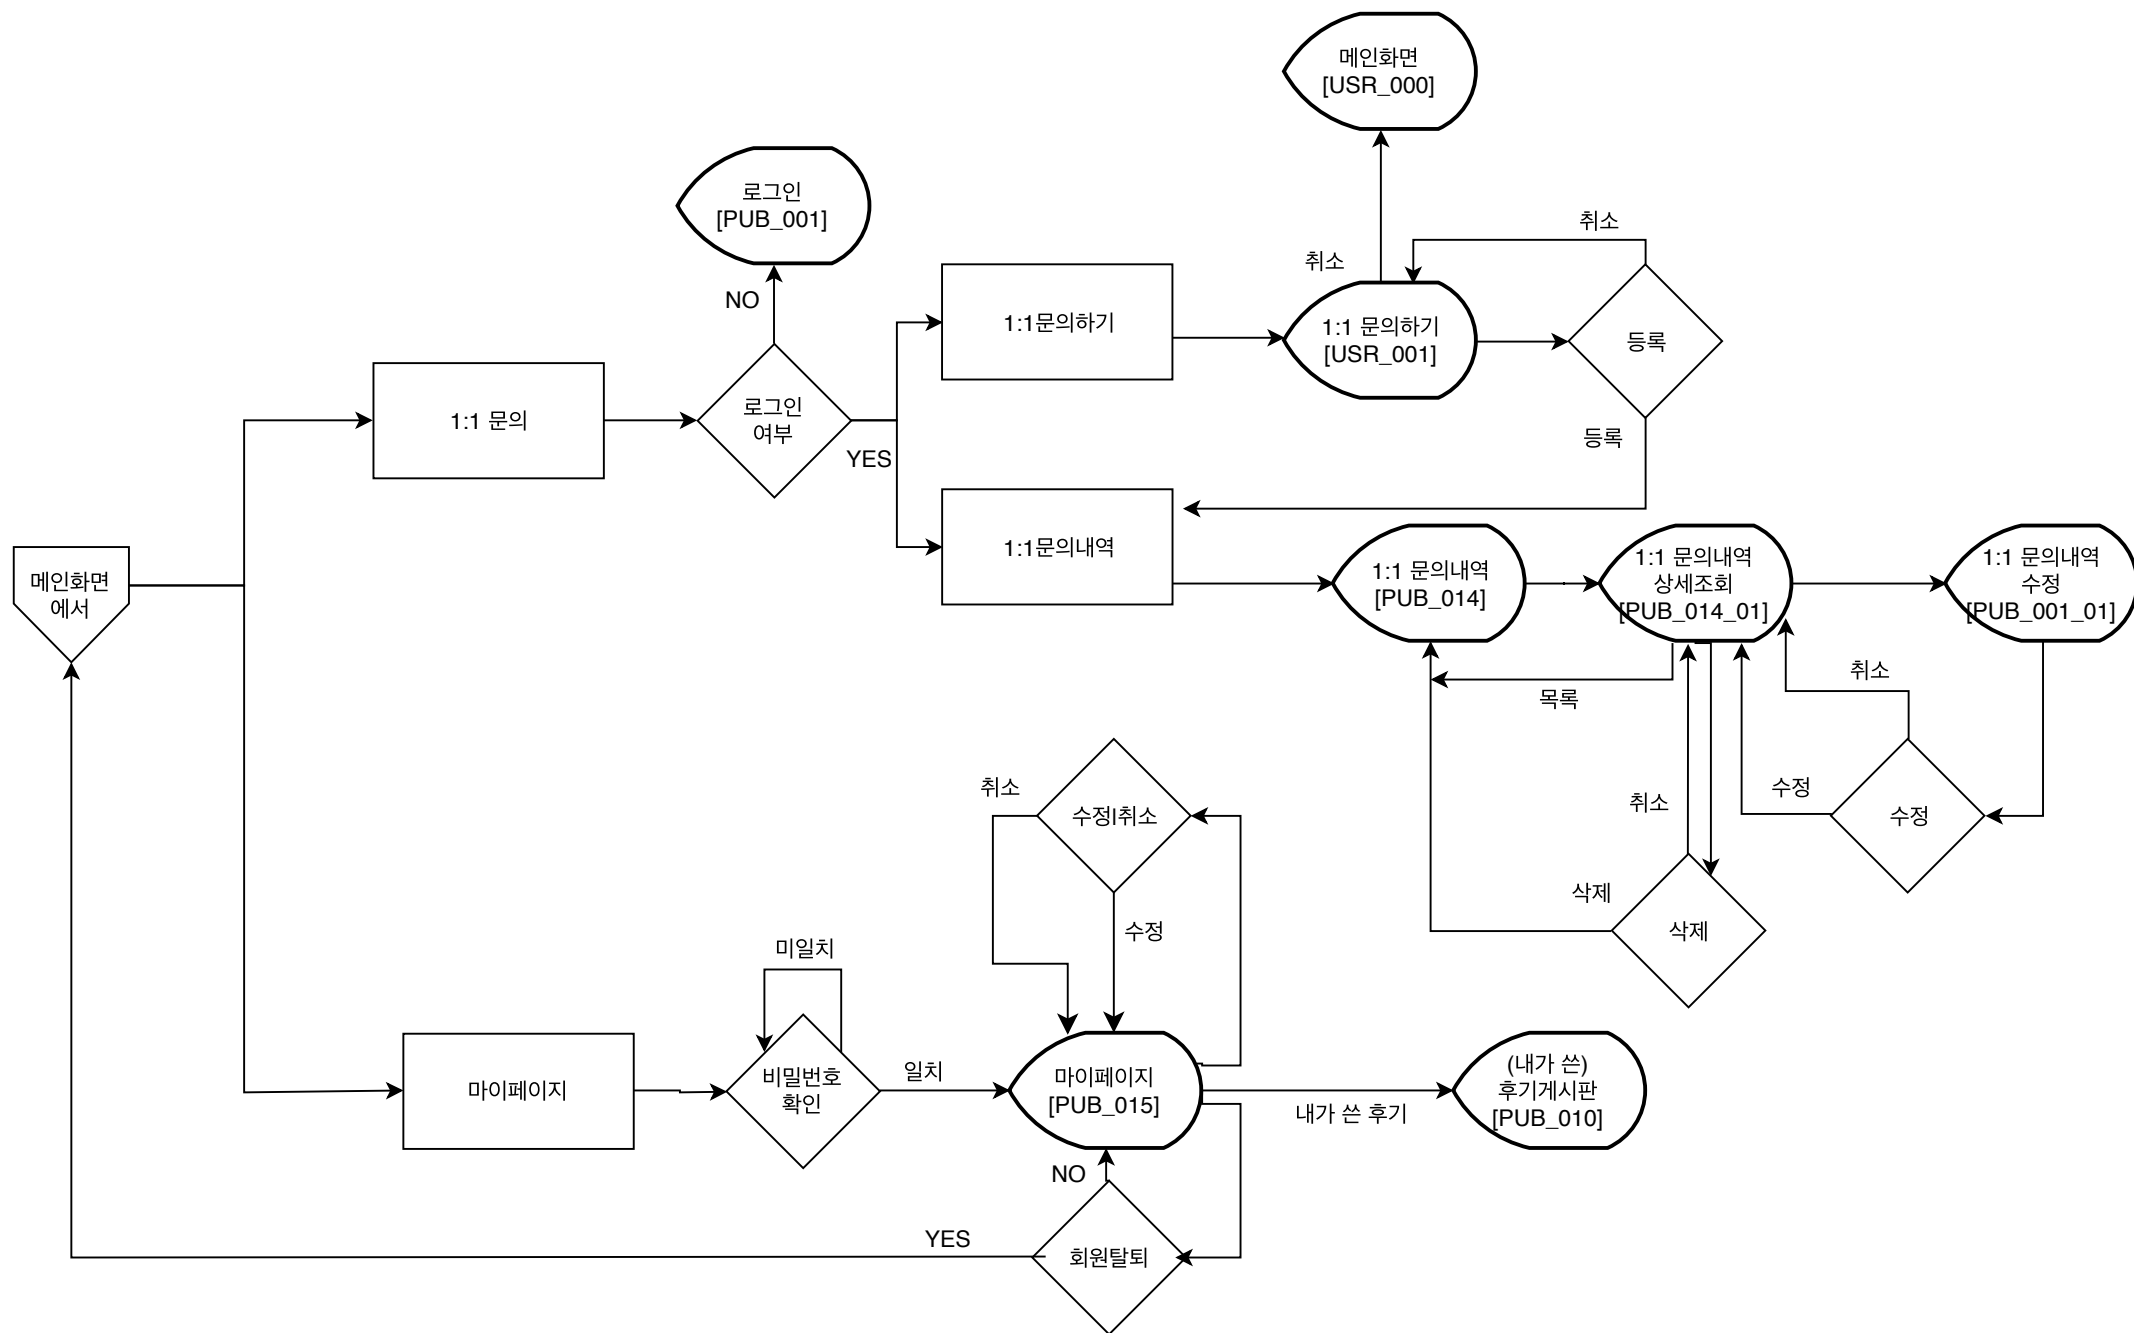 메인화면
[USR_000]
로그인
[PUB_001]
취소
취소
NO
1:1문의하기
1:1 문의하기
[USR_001]
등록
1:1 문의
로그인
여부
등록
YES
1:1문의내역
메인화면
에서
1:1 문의내역
[PUB_014]
1:1 문의내역
상세조회
[PUB_014_01]
1:1 문의내역
수정
[PUB_001_01]
취소
목록
취소
수정|취소
취소
수정
수정
삭제
수정
삭제
미일치
마이페이지
비밀번호
확인
일치
마이페이지
[PUB_015]
내가 쓴 후기
(내가 쓴)
후기게시판
[PUB_010]
NO
YES
회원탈퇴